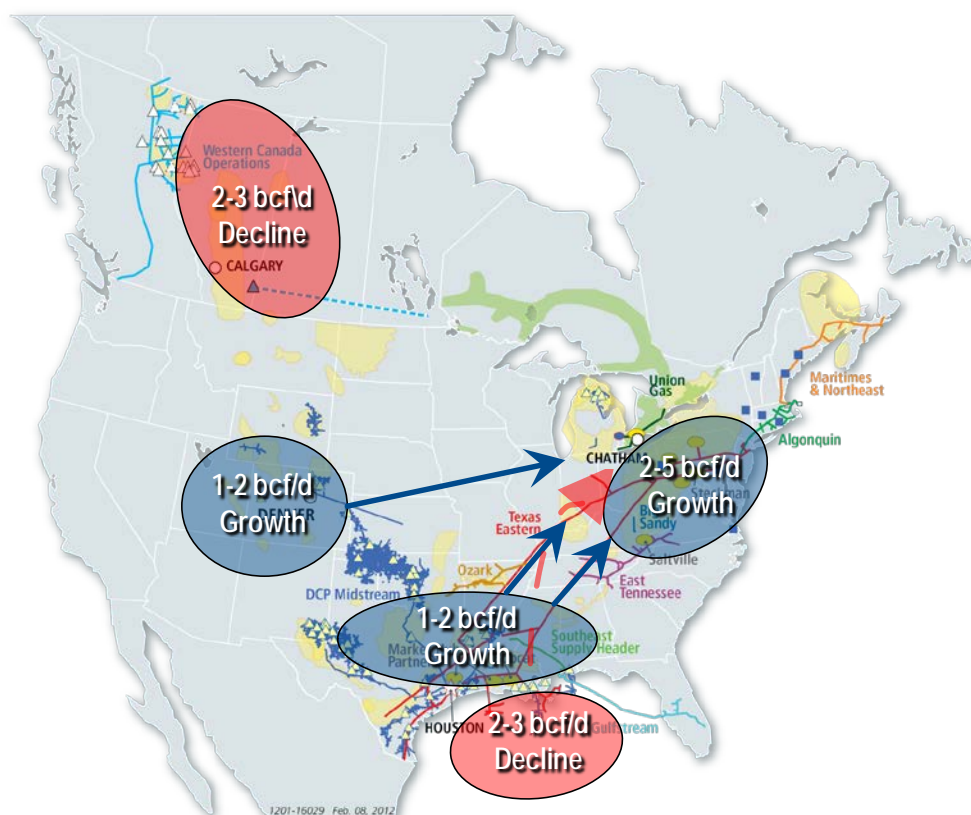 Western Canada
Operations
2-3 bcf\d
Decline
CALGARY
Union
Gas
Maritimes
& Northeast
Algonquin
CHATHAM
2-5 bcf/d
Growth
Steckman
Sandy
Saltville
1-2 bcf/d
Growth
DENVER
Texas
Eastern
Ozark
East
Tennessee
DCP Midstream
1-2 bcf/d
Growth
Southeast
Supply Header
HOUSTON
2-3 bcf/d
Decline
Gulfstream
1201-16029 Feb. 08, 2012